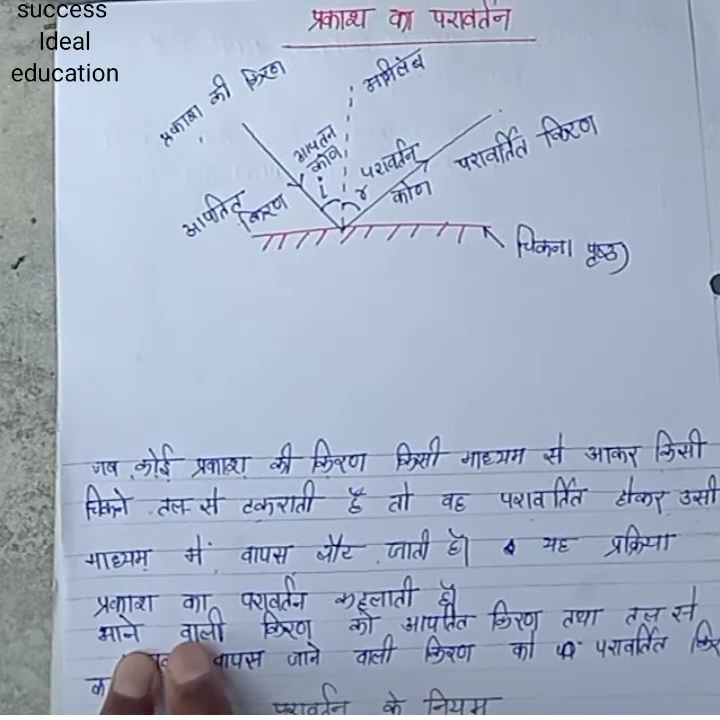 success
Ideal
education
प्रकाश का परावर्तन
प्रकाश की किरण
अभिलंब
आपतन
कोण
i
r
परावर्तन
कोण
परावर्तित किरण
आपतित
किरण
चिकना पृष्ठ
जब कोई प्रकाश की किरण किसी माध्यम से आकर किसी
चिकने तल से टकराती है तो वह परावर्तित होकर उसी
माध्यम में वापस लौट जाती है। यह प्रक्रिया
प्रकाश का परावर्तन कहलाती है।
आने वाली किरण को आपतित किरण तथा तल से
वापस जाने वाली किरण को परावर्तित
परावर्तन के नियम